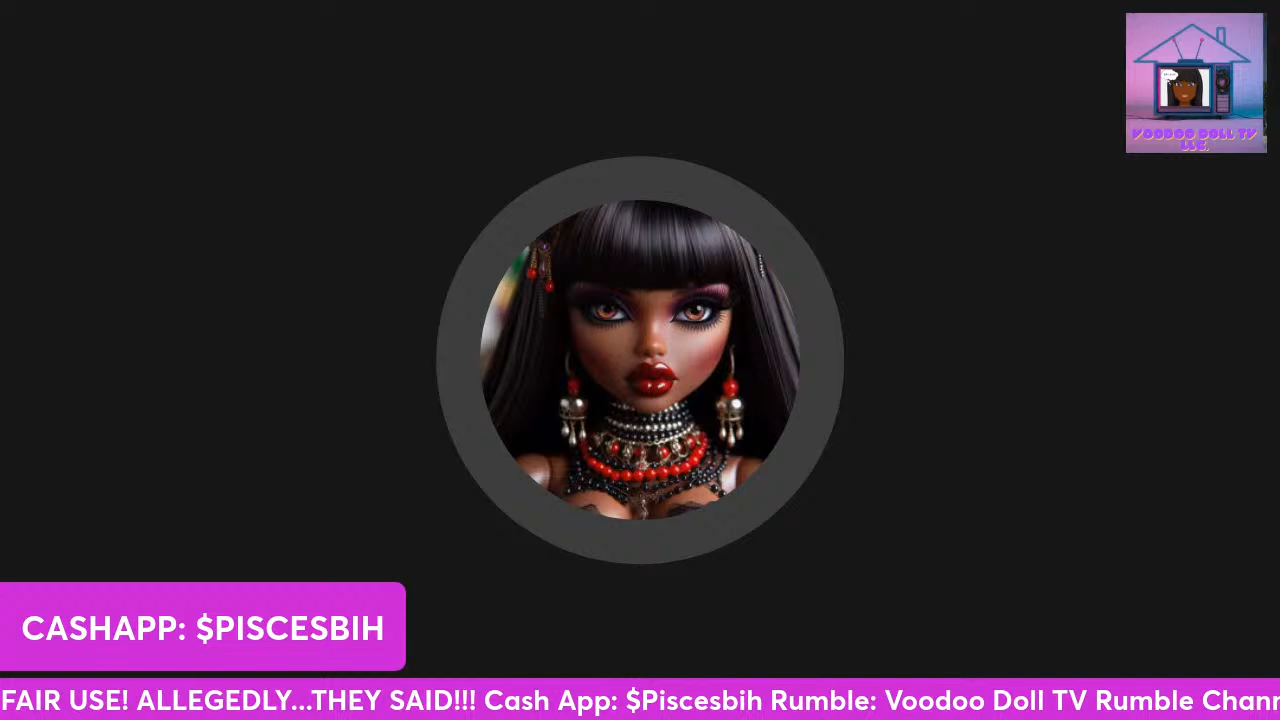 VOODOO DOLL TV
LLC.
CASHAPP: $PISCESBIH
FAIR USE! ALLEGEDLY...THEY SAID!!! Cash App: $Piscesbih Rumble: Voodoo Doll TV Rumble Chann